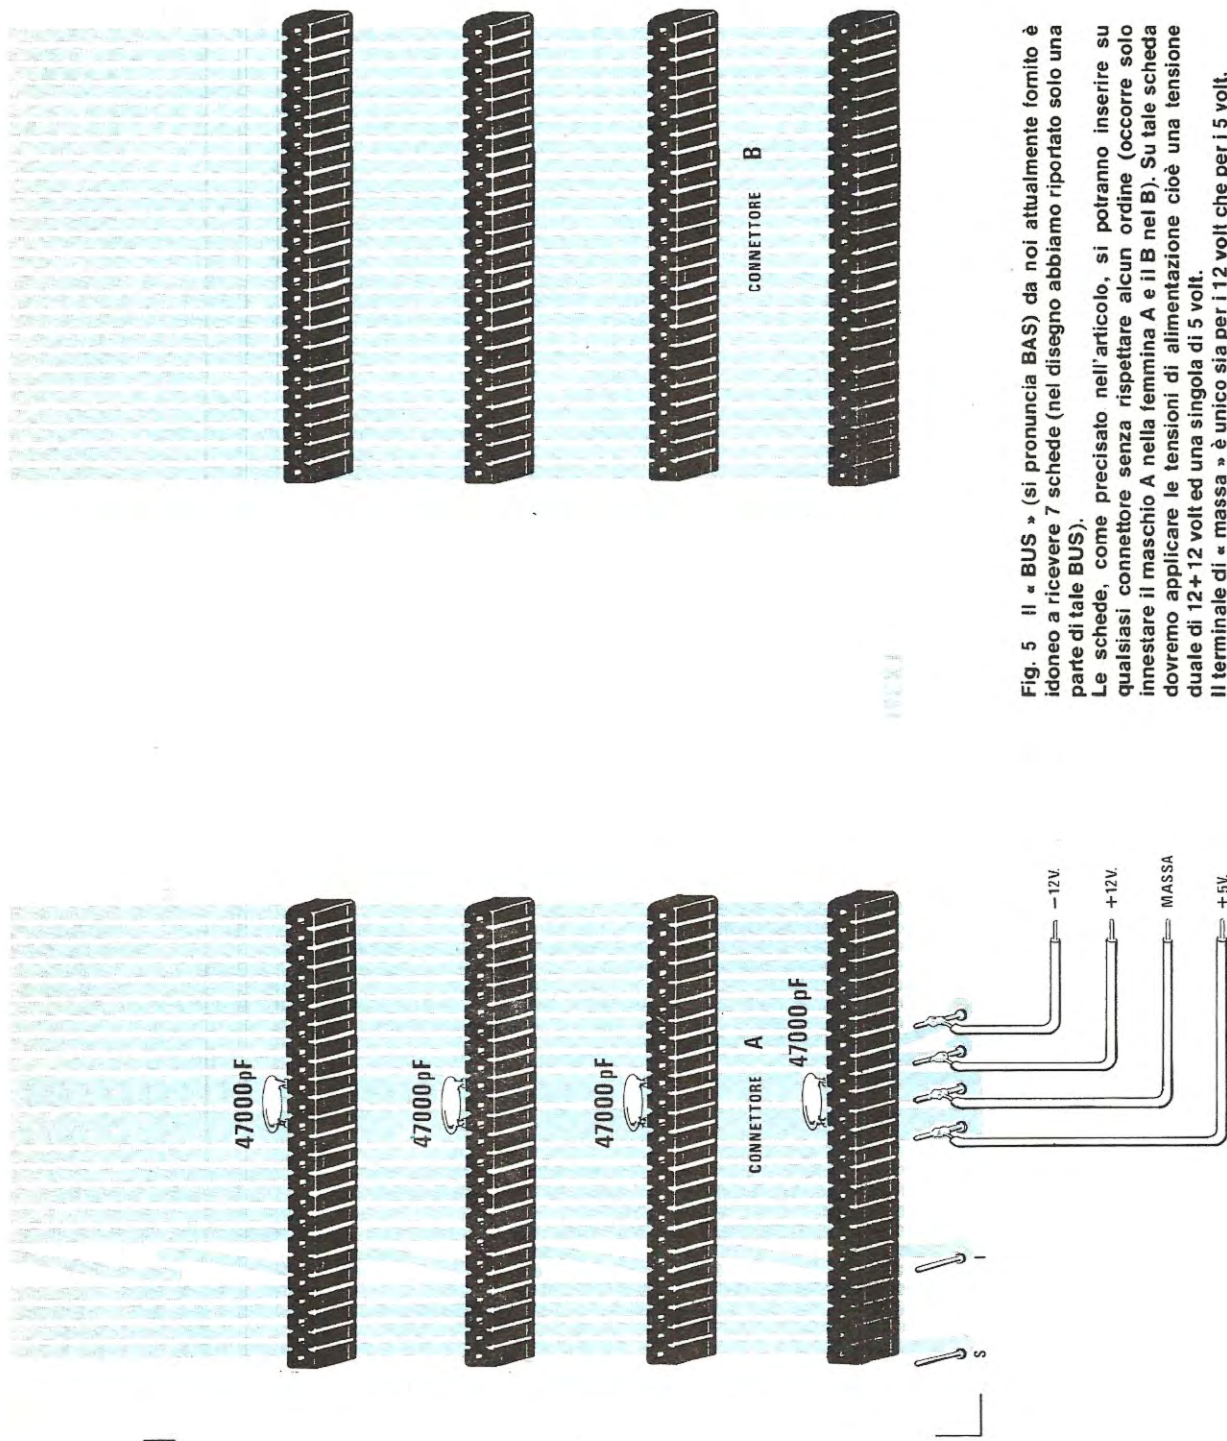 47000pF
47000pF
47000pF
CONNETTORE A
47000pF
S
I
-12V.
+12V.
MASSA
+5V.
CONNETTORE B
Fig. 5 Il « BUS » (si pronuncia BAS) da noi attualmente fornito è
idoneo a ricevere 7 schede (nel disegno abbiamo riportato solo una
parte di tale BUS).
Le schede, come precisato nell'articolo, si potranno inserire su
qualsiasi connettore senza rispettare alcun ordine (occorre solo
innestare il maschio A nella femmina A e il B nel B). Su tale scheda
dovremo applicare le tensioni di alimentazione cioè una tensione
duale di 12+12 volt ed una singola di 5 volt.
Il terminale di « massa » è unico sia per i 12 volt che per i 5 volt.